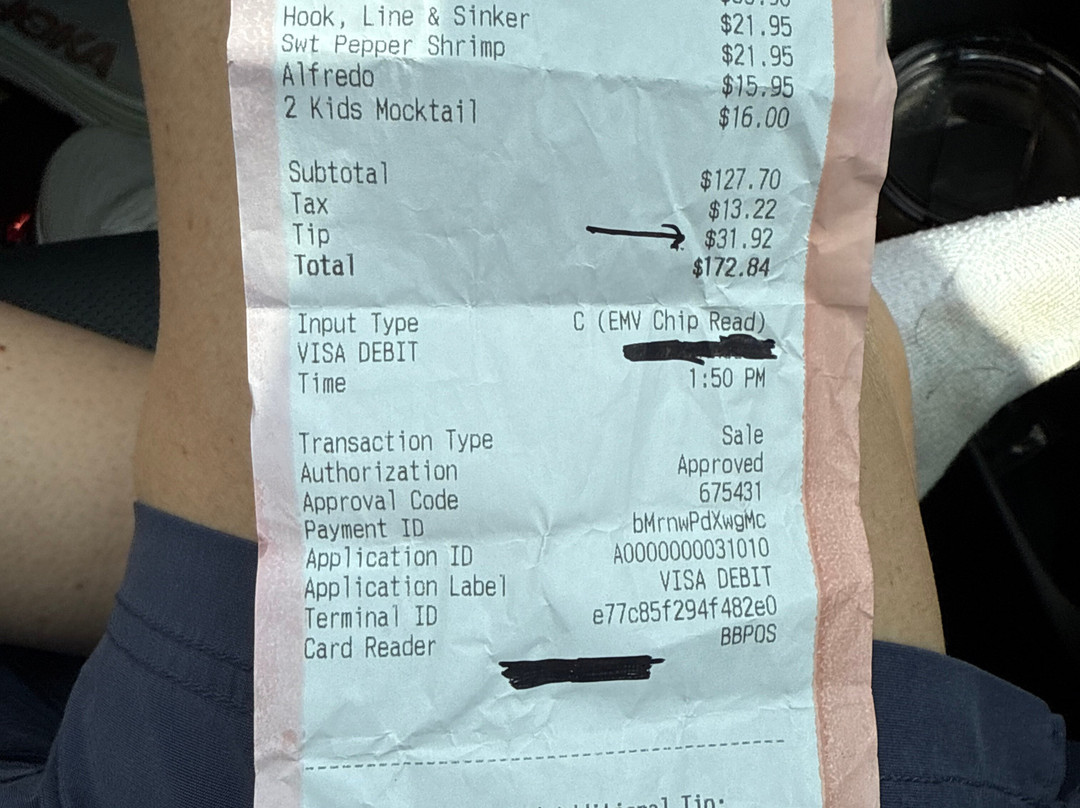 Hook, Line & Sinker $21.95
Swt Pepper Shrimp $21.95
Alfredo $15.95
2 Kids Mocktail $16.00
Subtotal $127.70
Tax $13.22
Tip $31.92
Total $172.84
Input Type C (EMV Chip Read)
VISA DEBIT
Time 1:50 PM
Transaction Type Sale
Authorization Approved
Approval Code 675431
Payment ID bMrnwPdXwgMc
Application ID A0000000031010
Application Label VISA DEBIT
Terminal ID e77c85f294f482e0
Card Reader BBPOS
Additional Tip: